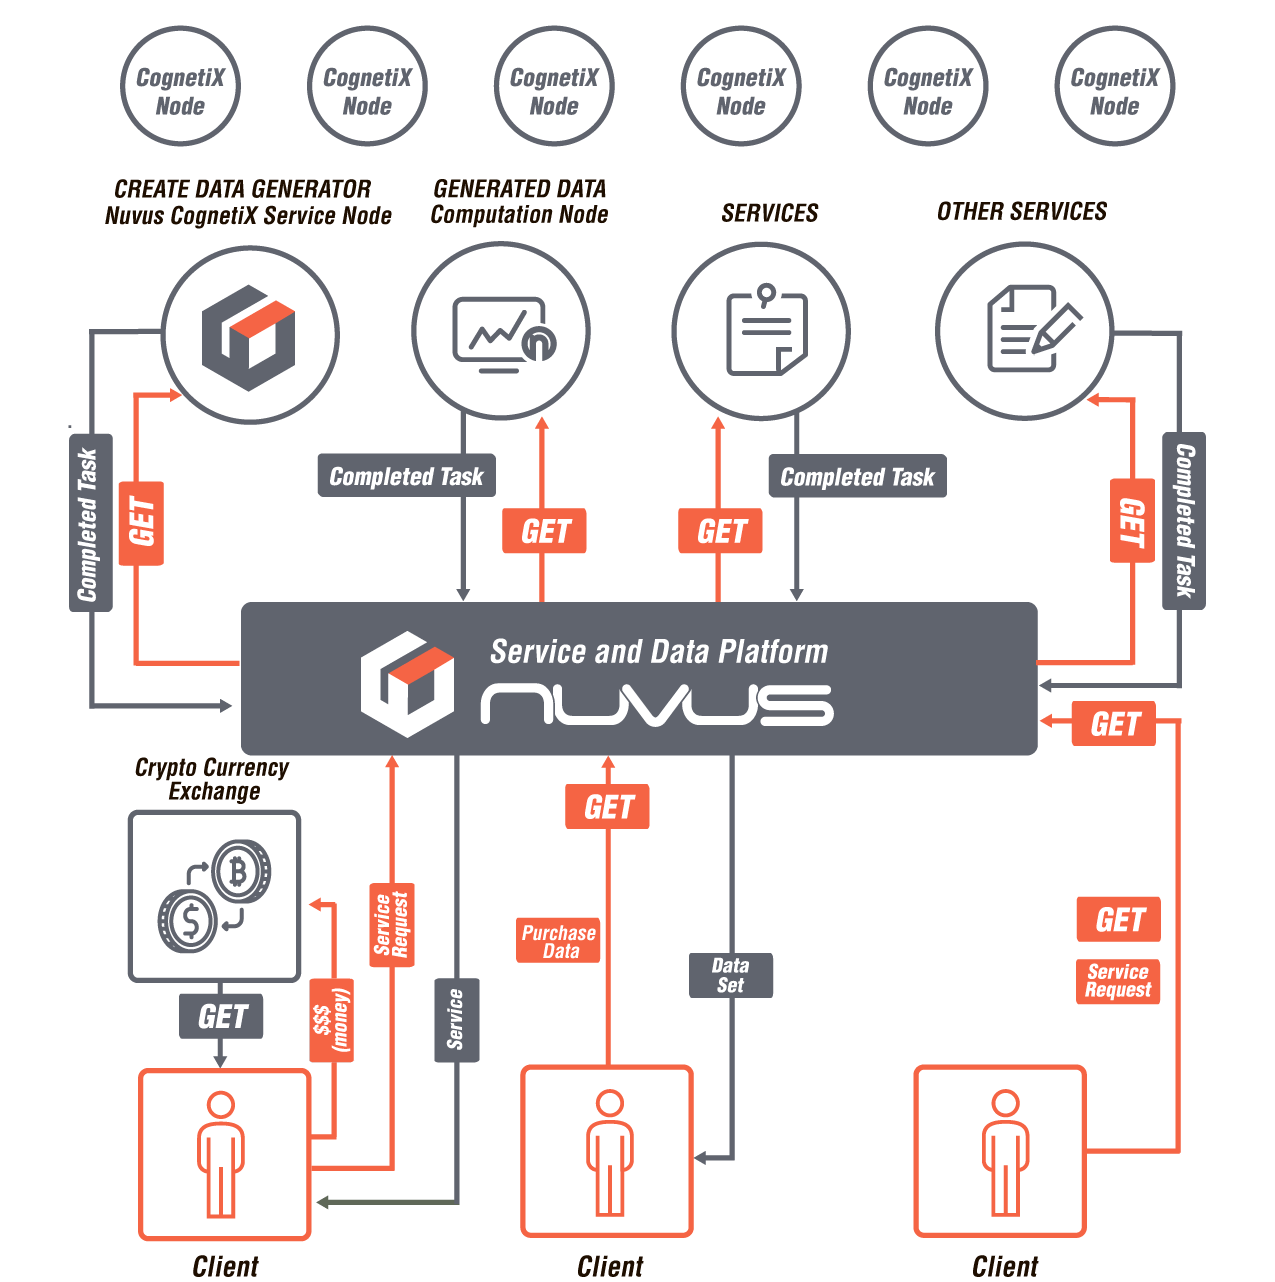 CognetiX
Node
CognetiX
Node
CognetiX
Node
CognetiX
Node
CognetiX
Node
CognetiX
Node
CREATE DATA GENERATOR
Nuvus CognetiX Service Node
GENERATED DATA
Computation Node
SERVICES
OTHER SERVICES
Completed Task
GET
Completed Task
GET
GET
Completed Task
GET
Completed Task
Service and Data Platform
nuvus
GET
Crypto Currency
Exchange
B
$
GET
$$$
(money)
Service
Request
Service
GET
Purchase
Data
Data
Set
GET
Service
Request
Client
Client
Client